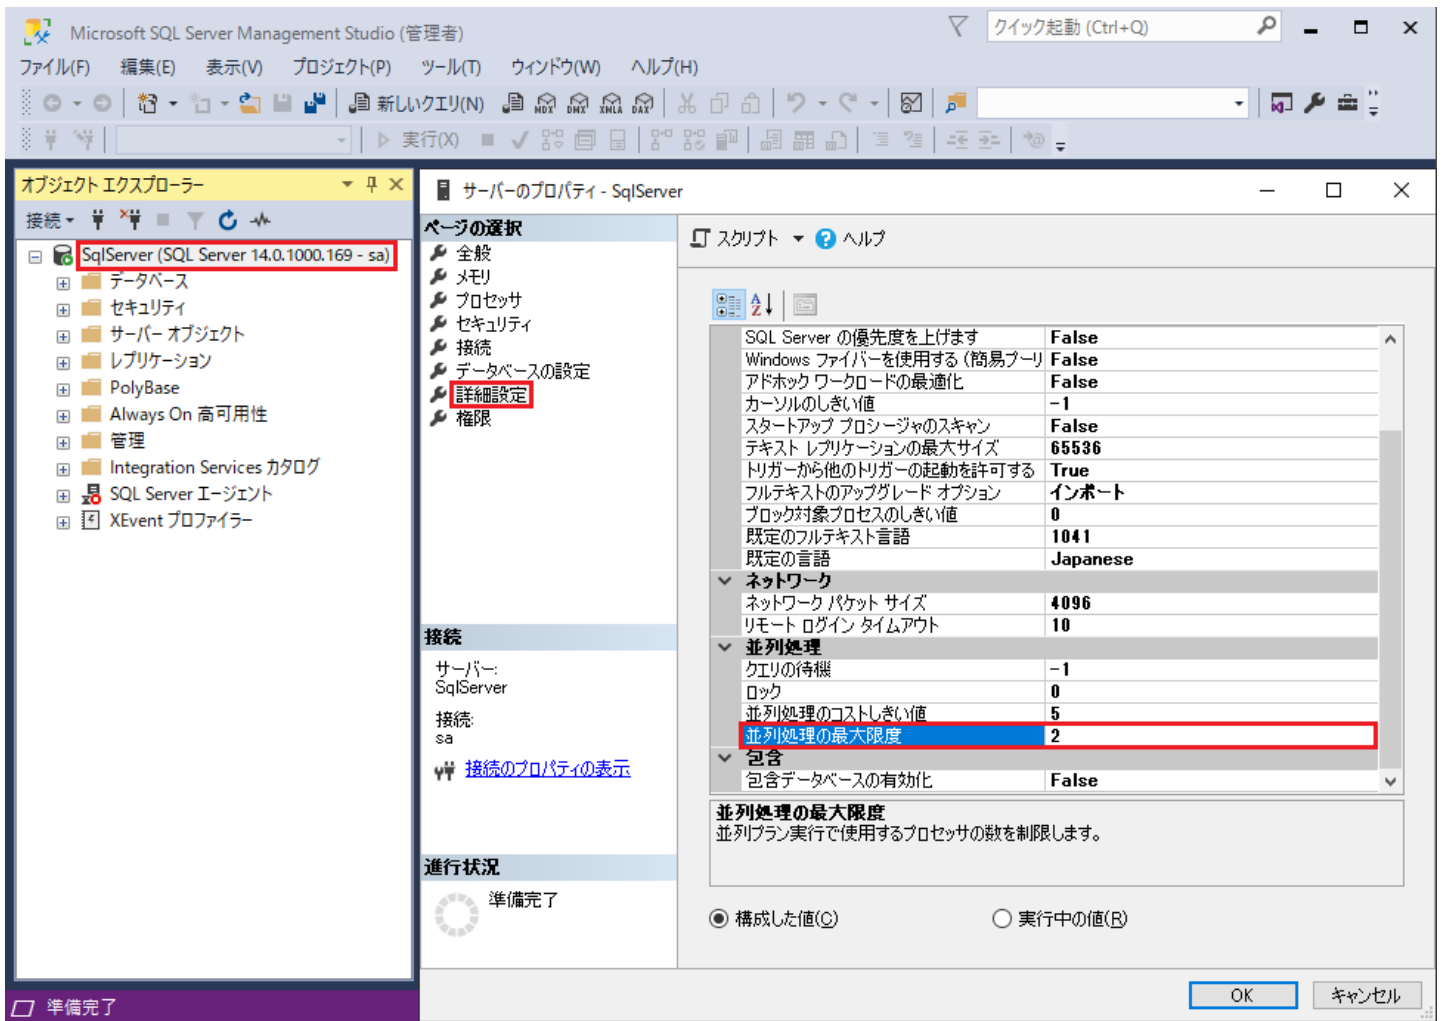 Microsoft SQL Server Management Studio (管理者)
クイック起動 (Ctrl+Q)
ファイル(F) 編集(E) 表示(V) プロジェクト(P) ツール(T) ウィンドウ(W) ヘルプ(H)
新しいクエリ(N) MDX DMX XMLA DAX
実行(X)
オブジェクト エクスプローラー
接続
SqlServer (SQL Server 14.0.1000.169 - sa)
データベース
セキュリティ
サーバー オブジェクト
レプリケーション
PolyBase
Always On 高可用性
管理
Integration Services カタログ
SQL Server エージェント
XEvent プロファイラー
準備完了
サーバーのプロパティ - SqlServer
ページの選択
全般
メモリ
プロセッサ
セキュリティ
接続
データベースの設定
詳細設定
権限
接続
サーバー:
SqlServer
接続:
sa
接続のプロパティの表示
進行状況
準備完了
スクリプト ヘルプ
SQL Server の優先度を上げます False
Windows ファイバーを使用する (簡易プーリ False
アドホック ワークロードの最適化 False
カーソルのしきい値 -1
スタートアップ プロシージャのスキャン False
テキスト レプリケーションの最大サイズ 65536
トリガーから他のトリガーの起動を許可する True
フルテキストのアップグレード オプション インポート
ブロック対象プロセスのしきい値 0
既定のフルテキスト言語 1041
既定の言語 Japanese
ネットワーク
ネットワーク パケット サイズ 4096
リモート ログイン タイムアウト 10
並列処理
クエリの待機 -1
ロック 0
並列処理のコストしきい値 5
並列処理の最大限度 2
包含
包含データベースの有効化 False
並列処理の最大限度
並列プラン実行で使用するプロセッサの数を制限します。
構成した値(C) 実行中の値(R)
OK キャンセル